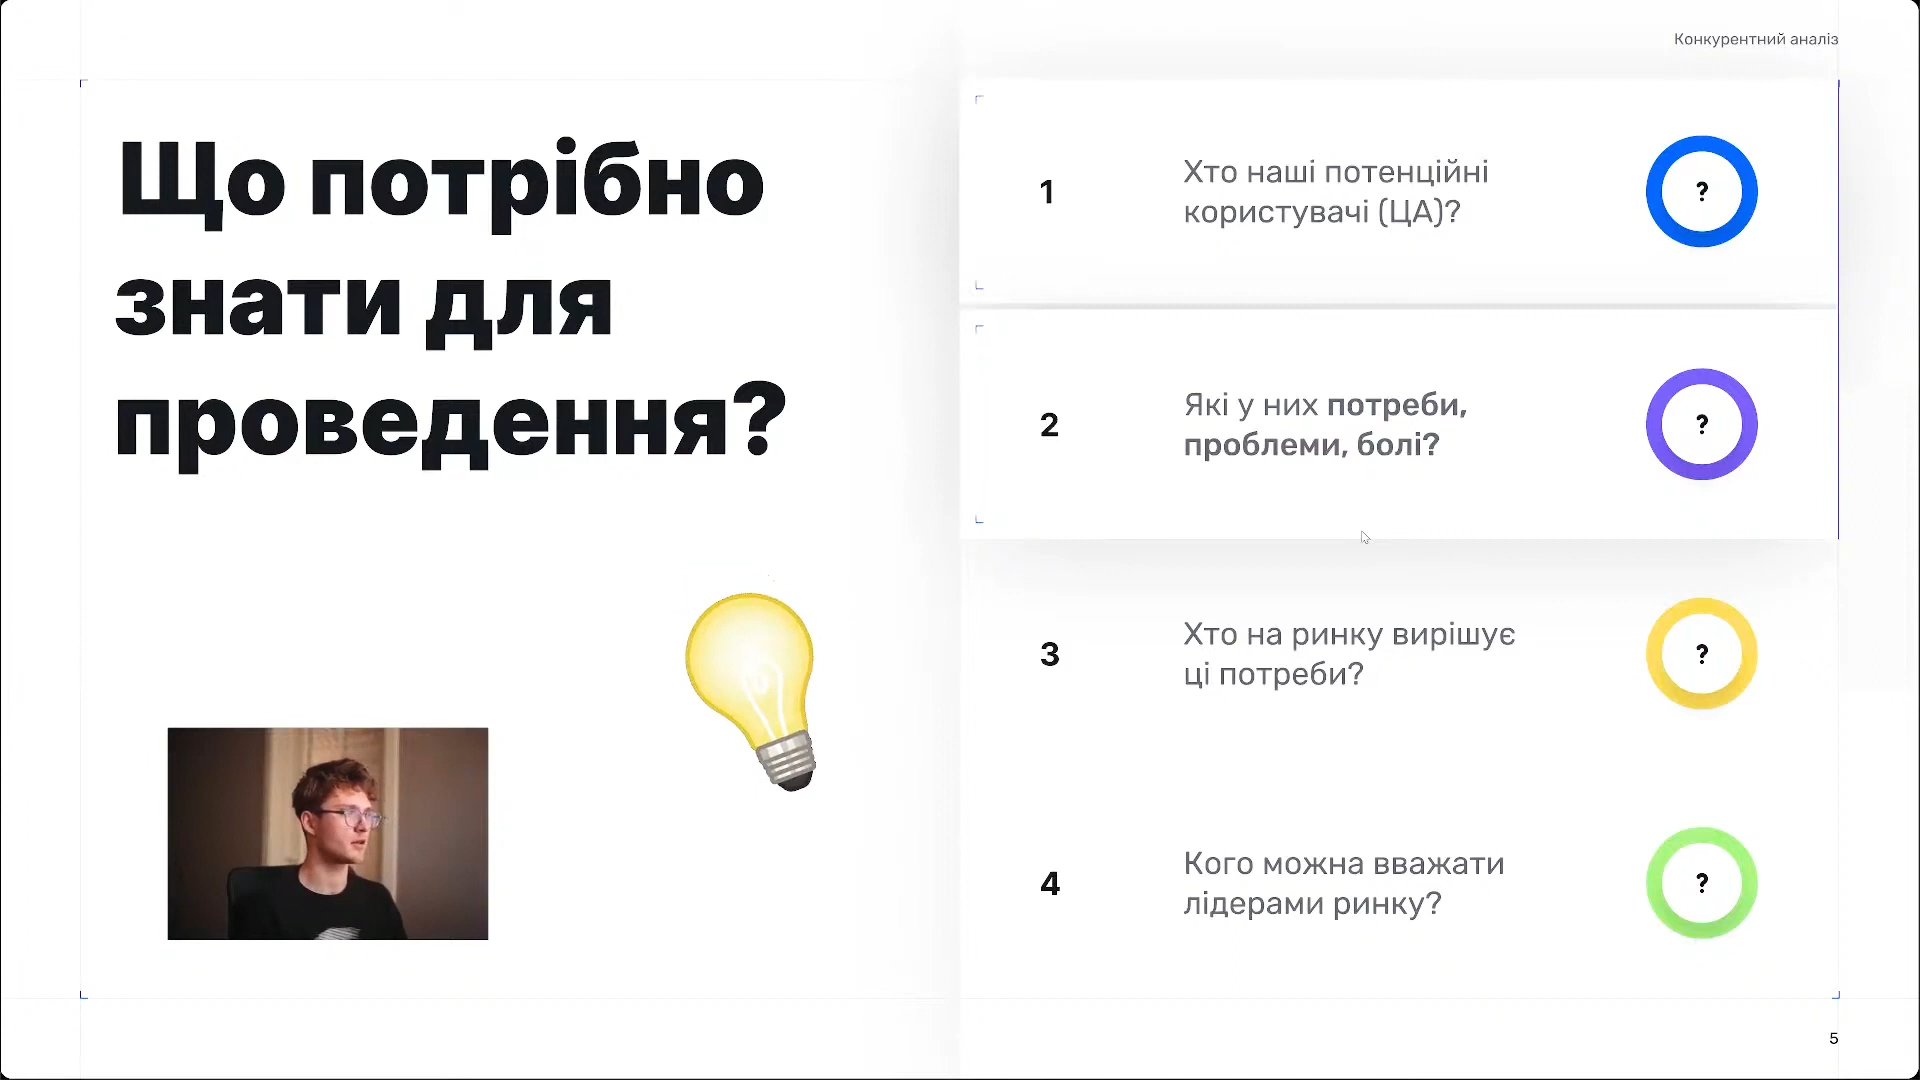 Конкурентний аналіз
Що потрібно
знати для
проведення?
1
Хто наші потенційні
користувачі (ЦА)?
?
2
Які у них потреби,
проблеми, болі?
?
3
Хто на ринку вирішує
ці потреби?
?
4
Кого можна вважати
лідерами ринку?
?
5